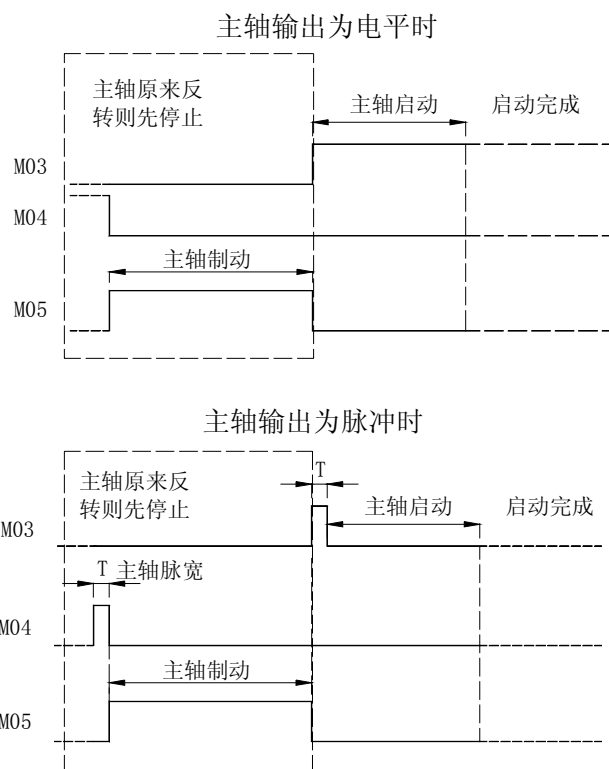 主轴输出为电平时
主轴原来反
转则先停止
主轴启动
启动完成
M03
M04
主轴制动
M05
主轴输出为脉冲时
主轴原来反
转则先停止
T
主轴启动
启动完成
M03
T 主轴脉宽
M04
主轴制动
M05